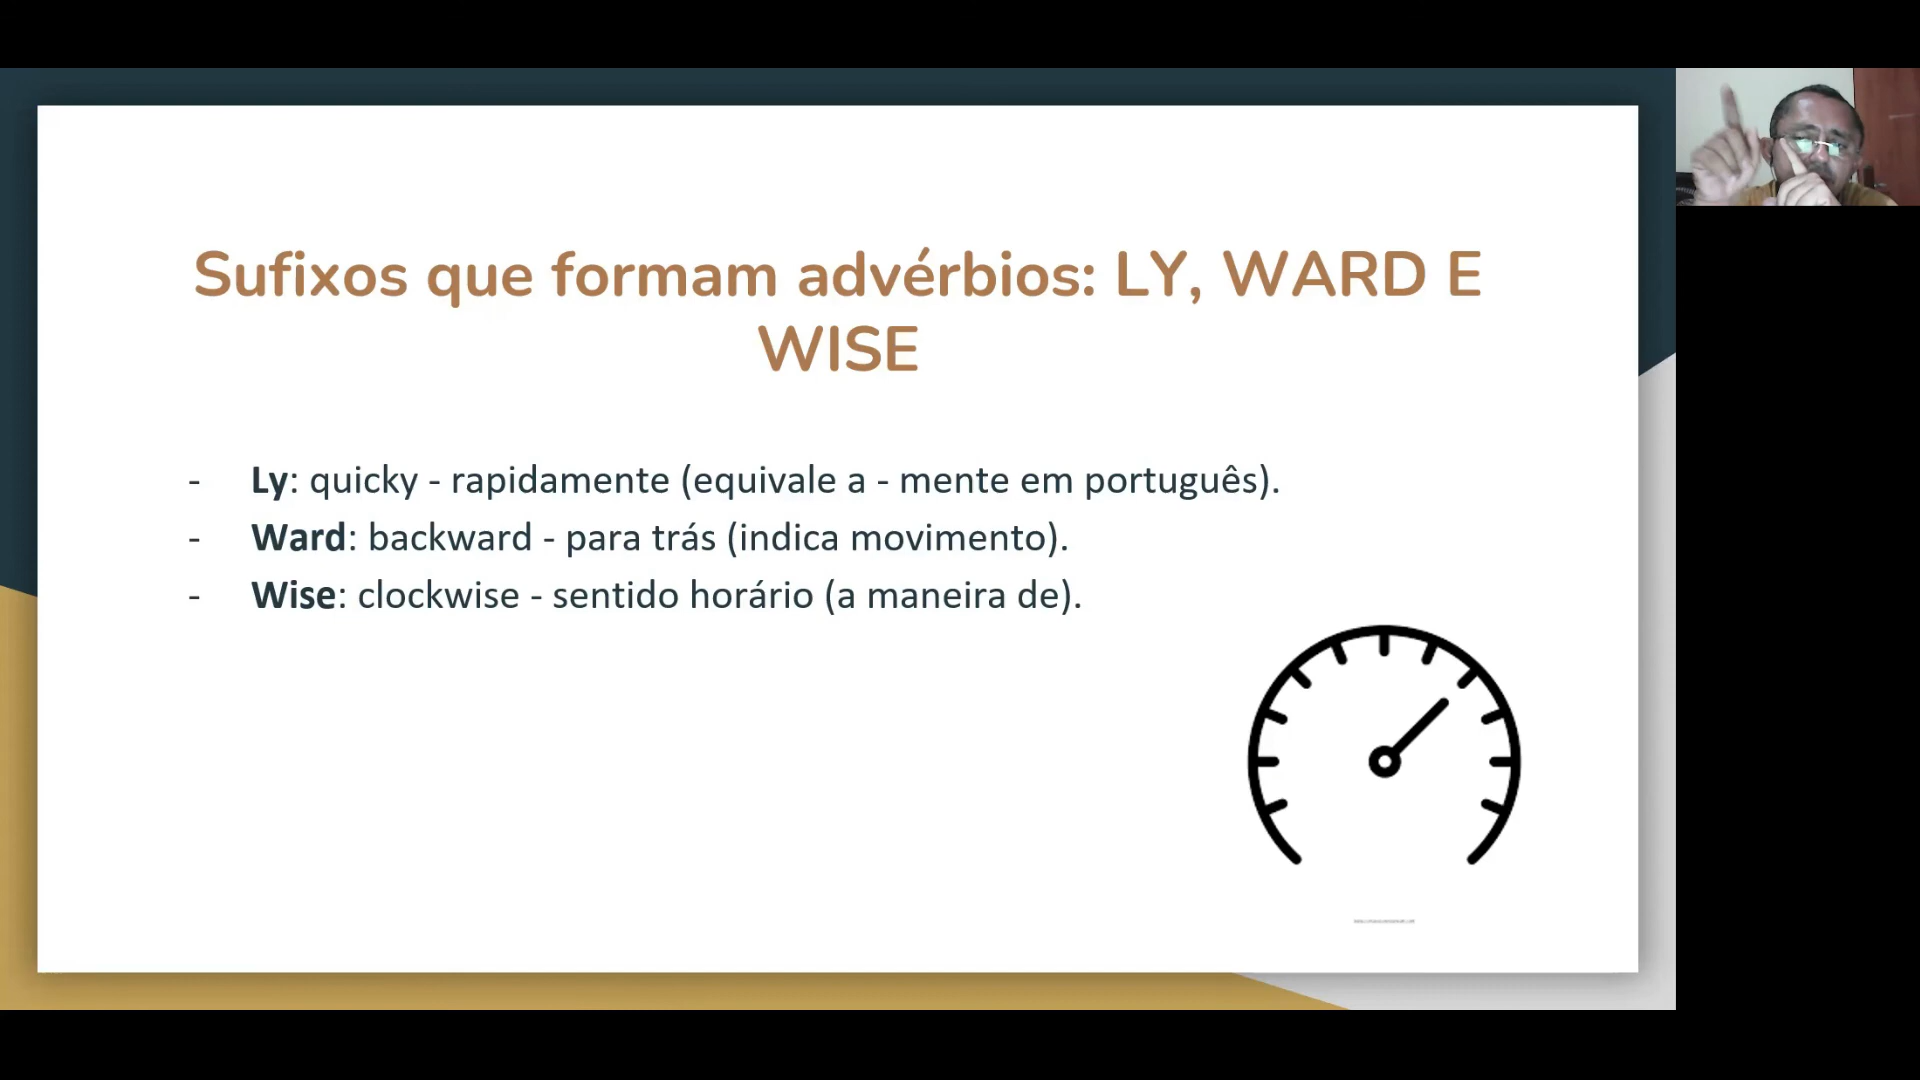 Sufixos que formam advérbios: LY, WARD E
WISE
- Ly: quicky - rapidamente (equivale a - mente em português).
- Ward: backward - para trás (indica movimento).
- Wise: clockwise - sentido horário (a maneira de).